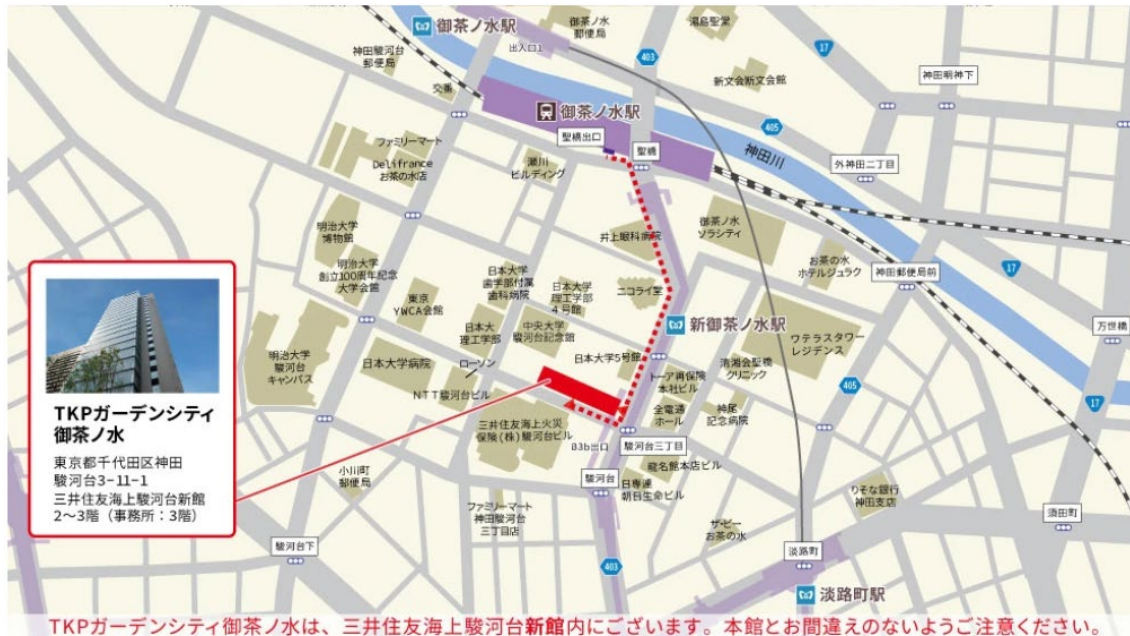 御茶ノ水駅
出入口1
御茶ノ水
郵便局
湯島聖堂
17
403
神田駿河台
郵便局
交番
新文会断文会館
神田明神下
御茶ノ水駅
聖橋出口
聖橋
405
神田川
外神田二丁目
ファミリーマート
Delifrance
お茶の水店
瀬川
ビルディング
明治大学
博物館
井上眼科病院
御茶ノ水
ソラシティ
お茶の水
ホテルジュラク
神田郵便局前
17
明治大学
創立100周年記念
大学会館
日本大学
歯学部付属
歯科病院
日本大学
理工学部
4号館
ニコライ堂
東京
YWCA会館
日本大
理工学部
中央大学
駿河台記念館
新御茶ノ水駅
万世橋
ワテラスタワー
レジデンス
明治大学
駿河台
キャンパス
日本大学病院
ローソン
日本大学5号館
トーア再保険
本社ビル
清湘会聖橋
クリニック
405
17
NTT駿河台ビル
三井住友海上火災
保険(株)駿河台ビル
全電通
ホール
神尾
記念病院
B3b出口
駿河台三丁目
龍名館本店ビル
小川町
郵便局
駿河台
日専連
朝日生命ビル
りそな銀行
神田支店
ファミリーマート
神田駿河台
三丁目店
ザ・ビー
お茶の水
須田町
駿河台下
403
淡路町
淡路町駅
TKPガーデンシティ
御茶ノ水
東京都千代田区神田
駿河台3-11-1
三井住友海上駿河台新館
2〜3階（事務所：3階）
TKPガーデンシティ御茶ノ水は、三井住友海上駿河台新館内にございます。本館とお間違えのないようご注意ください。